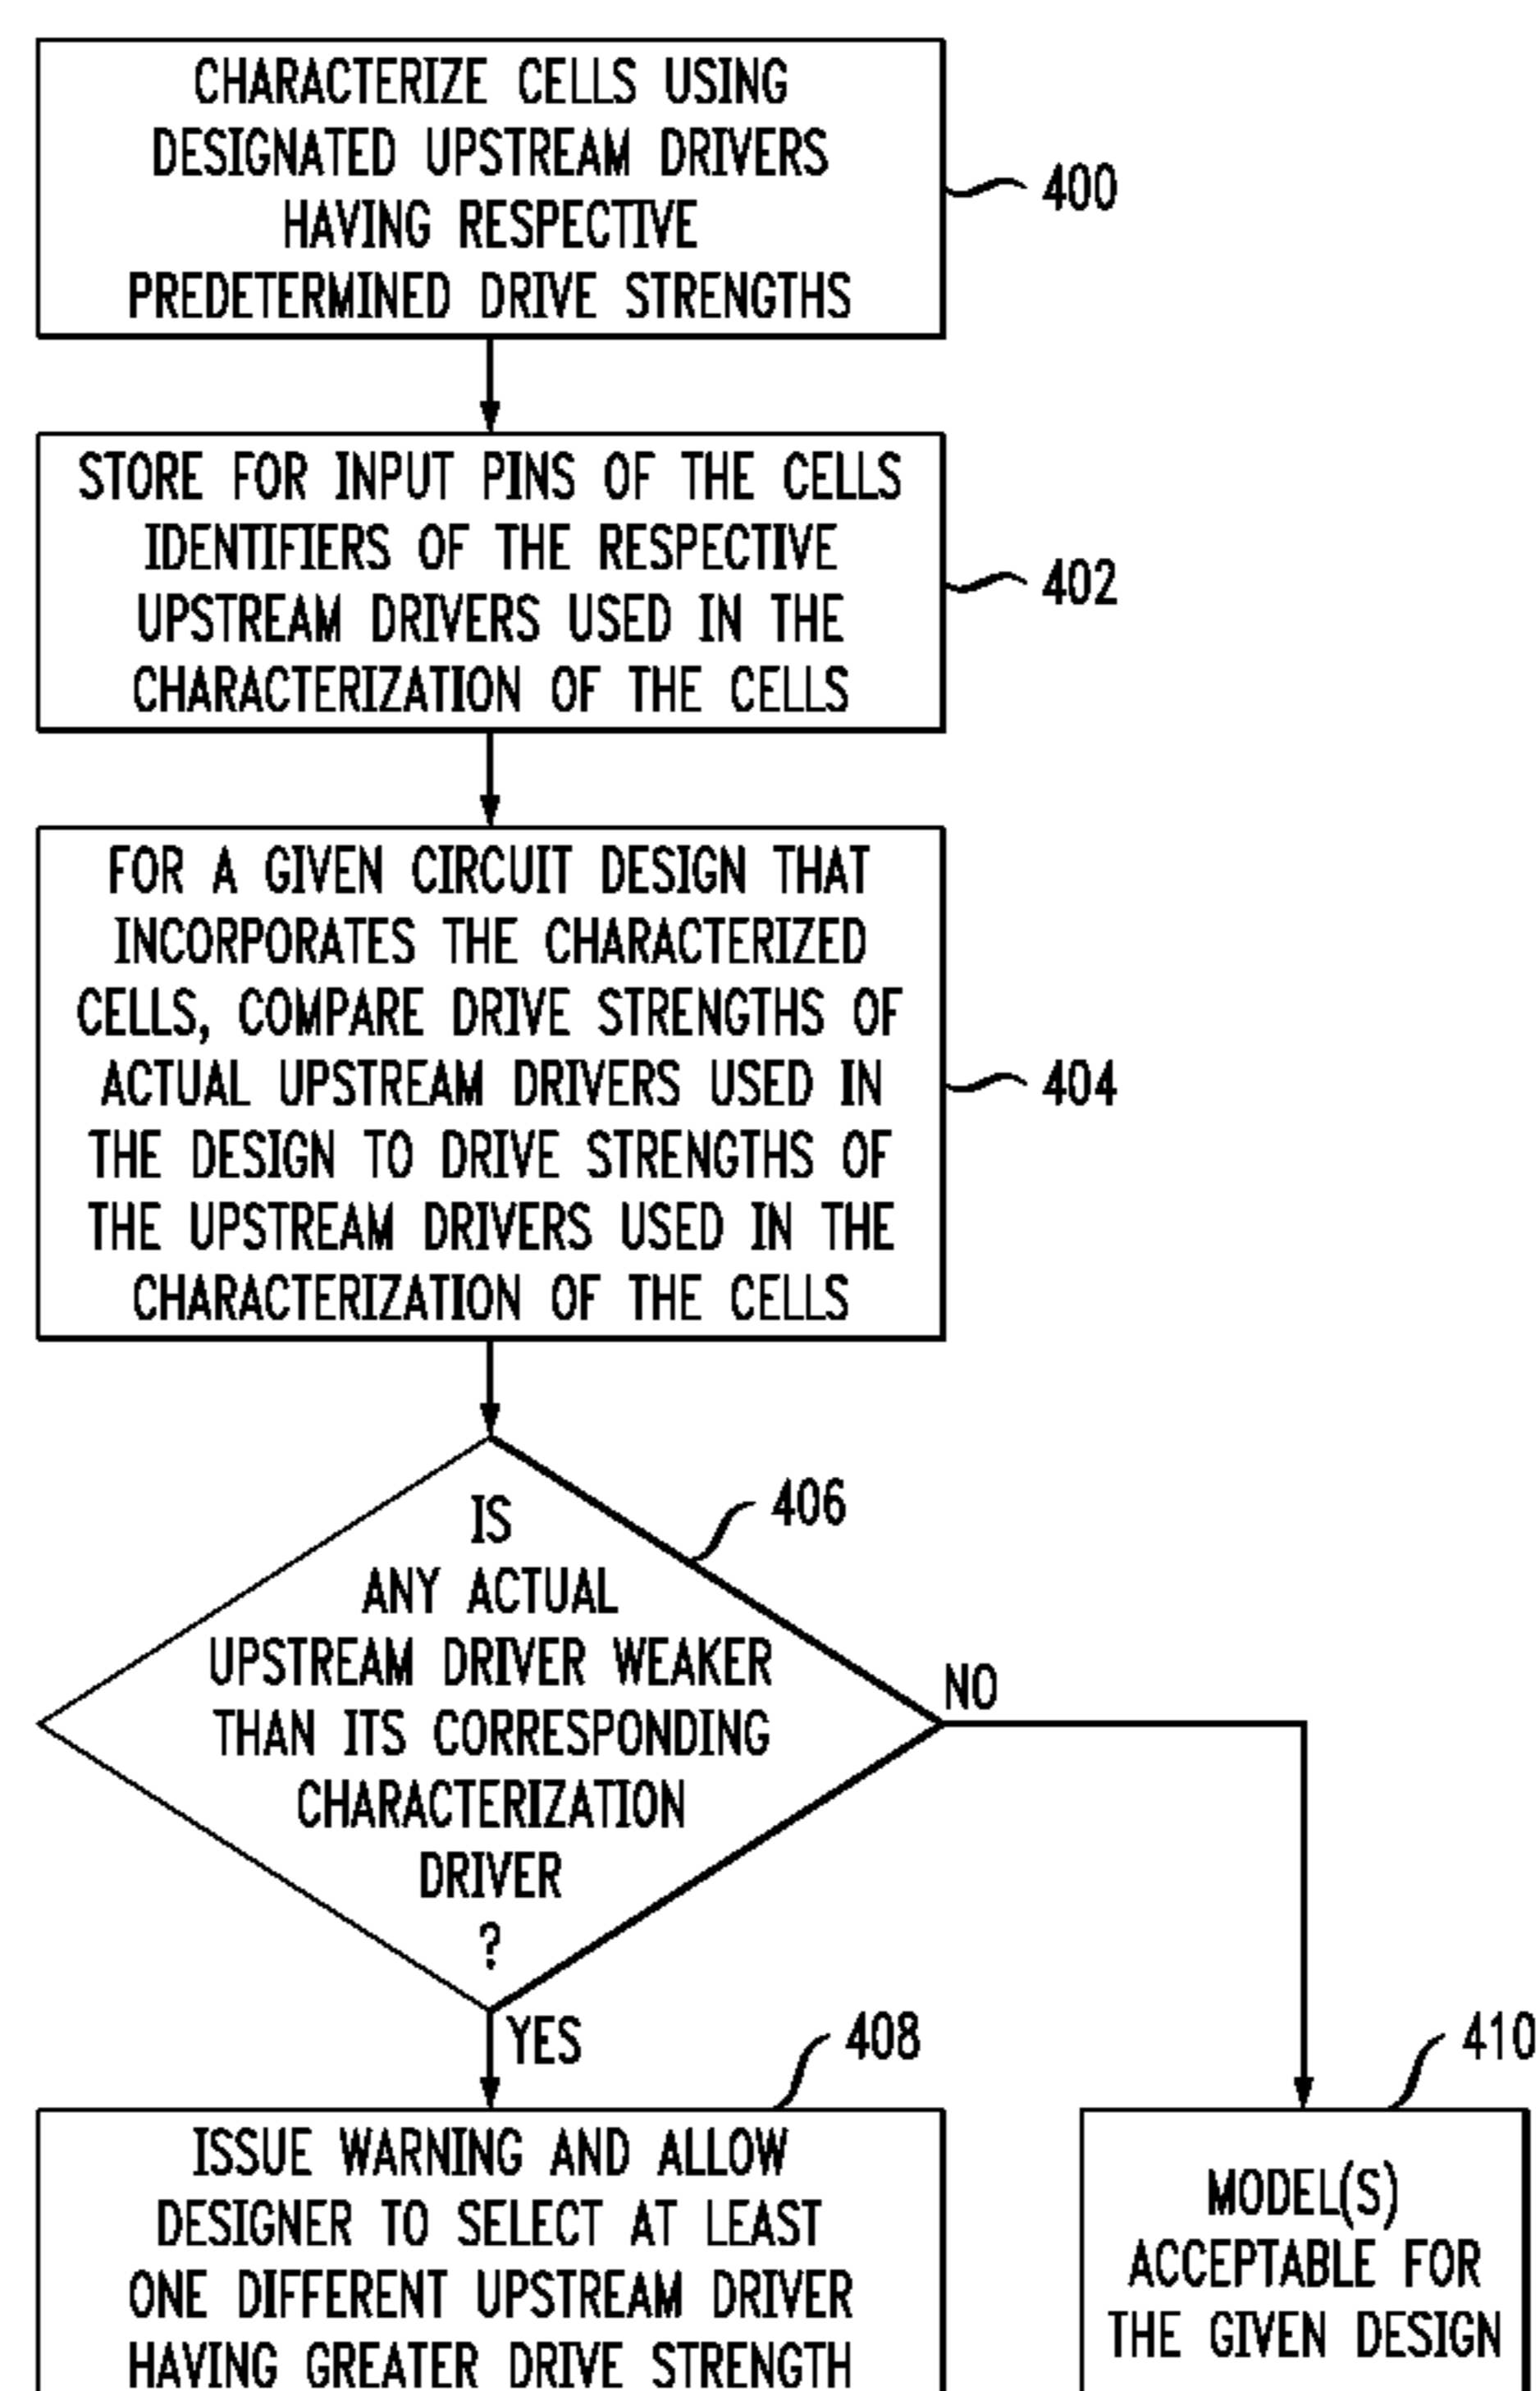 CHARACTERIZE CELLS USING
DESIGNATED UPSTREAM DRIVERS
HAVING RESPECTIVE
PREDETERMINED DRIVE STRENGTHS
400
STORE FOR INPUT PINS OF THE CELLS
IDENTIFIERS OF THE RESPECTIVE
UPSTREAM DRIVERS USED IN THE
CHARACTERIZATION OF THE CELLS
402
FOR A GIVEN CIRCUIT DESIGN THAT
INCORPORATES THE CHARACTERIZED
CELLS, COMPARE DRIVE STRENGTHS OF
ACTUAL UPSTREAM DRIVERS USED IN
THE DESIGN TO DRIVE STRENGTHS OF
THE UPSTREAM DRIVERS USED IN THE
CHARACTERIZATION OF THE CELLS
404
IS
ANY ACTUAL
UPSTREAM DRIVER WEAKER
THAN ITS CORRESPONDING
CHARACTERIZATION
DRIVER
?
406
NO
YES
408
ISSUE WARNING AND ALLOW
DESIGNER TO SELECT AT LEAST
ONE DIFFERENT UPSTREAM DRIVER
HAVING GREATER DRIVE STRENGTH
410
MODEL(S)
ACCEPTABLE FOR
THE GIVEN DESIGN